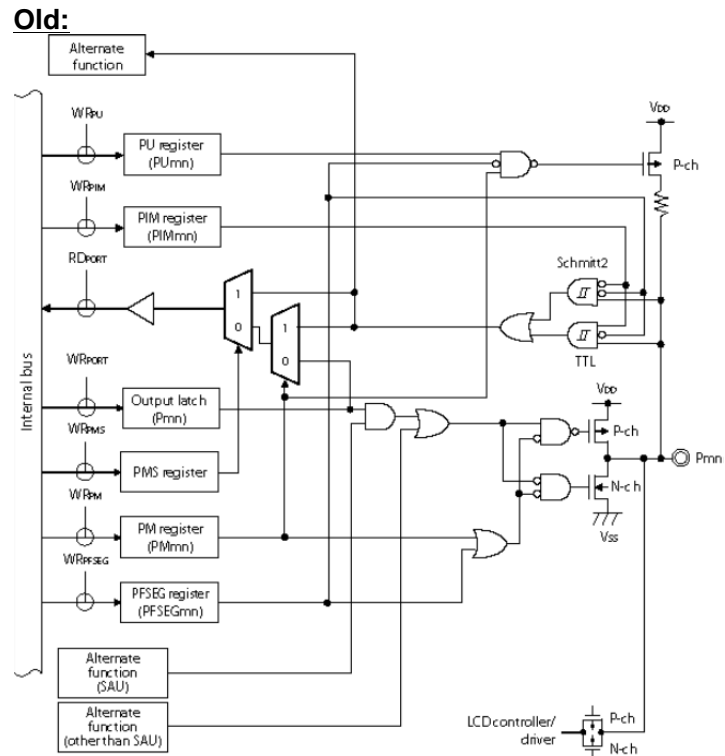 Old:
Alternate
function
WRPU
VDD
PU register
(PUmn)
P-ch
WRPIM
PIM register
(PIMmn)
RDPORT
Schmitt2
1
0
1
0
TTL
WRPORT
VDD
Internal bus
Output latch
(Pmn)
P-ch
WRPMS
Pmn
PMS register
N-ch
WRPM
VSS
PM register
(PMmn)
WRPFSEG
PFSEG register
(PFSEGmn)
Alternate
function
(SAU)
Alternate
function
(other than SAU)
LCD controller/
driver
P-ch
N-ch